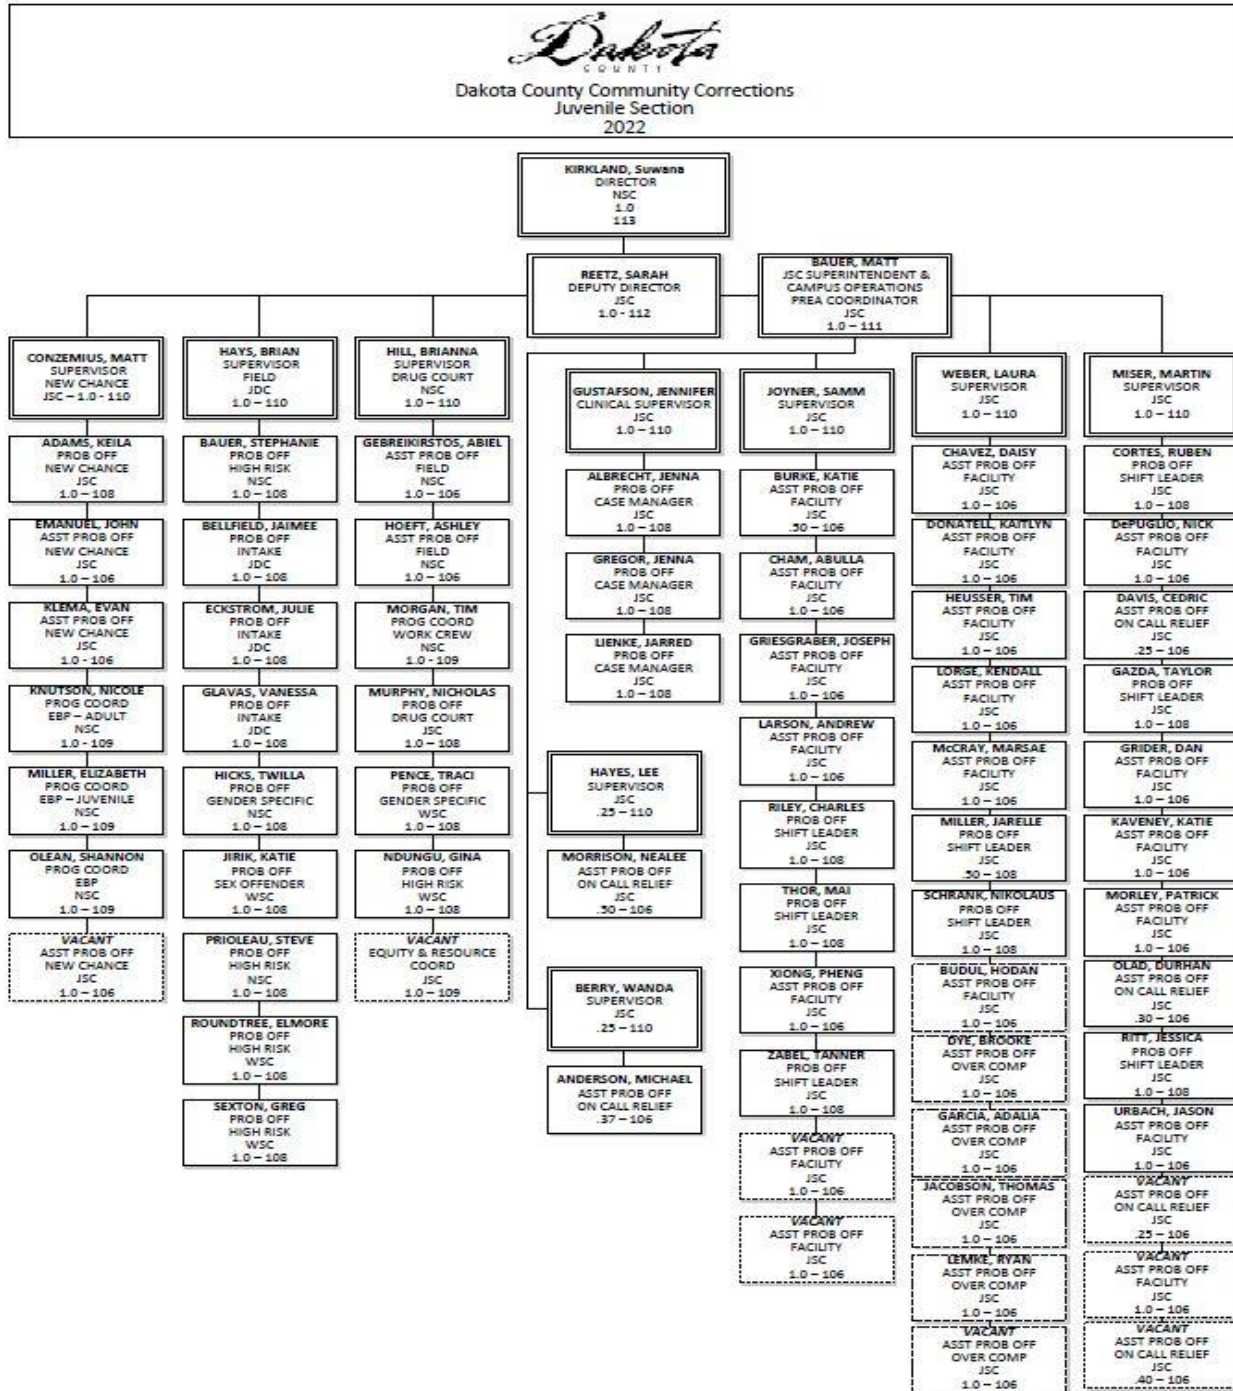 Dakota
COUNTY
Dakota County Community Corrections
Juvenile Section
2022
KIRKLAND, Suwana
DIRECTOR
NSC
1.0
113
REETZ, SARAH
DEPUTY DIRECTOR
JSC
1.0 - 112
BAUER, MATT
JSC SUPERINTENDENT &
CAMPUS OPERATIONS
PREA COORDINATOR
JSC
1.0 – 111
CONZEMIUS, MATT
SUPERVISOR
NEW CHANCE
JSC – 1.0 - 110
ADAMS, KEILA
PROB OFF
NEW CHANCE
JSC
1.0 – 108
EMANUEL, JOHN
ASST PROB OFF
NEW CHANCE
JSC
1.0 – 106
KLEMA, EVAN
ASST PROB OFF
NEW CHANCE
JSC
1.0 - 106
KNUTSON, NICOLE
PROG COORD
EBP – ADULT
NSC
1.0 - 109
MILLER, ELIZABETH
PROG COORD
EBP – JUVENILE
NSC
1.0 – 109
OLEAN, SHANNON
PROG COORD
EBP
NSC
1.0 – 109
VACANT
ASST PROB OFF
NEW CHANCE
JSC
1.0 – 106
HAYS, BRIAN
SUPERVISOR
FIELD
JDC
1.0 – 110
BAUER, STEPHANIE
PROB OFF
HIGH RISK
NSC
1.0 – 108
BELLFIELD, JAIMEE
PROB OFF
INTAKE
JDC
1.0 – 108
ECKSTROM, JULIE
PROB OFF
INTAKE
JDC
1.0 – 108
GLAVAS, VANESSA
PROB OFF
INTAKE
JDC
1.0 – 108
HICKS, TWILLA
PROB OFF
GENDER SPECIFIC
NSC
1.0 – 108
JIRIK, KATIE
PROB OFF
SEX OFFENDER
WSC
1.0 – 108
PRIOLEAU, STEVE
PROB OFF
HIGH RISK
NSC
1.0 – 108
ROUNDTREE, ELMORE
PROB OFF
HIGH RISK
WSC
1.0 – 108
SEXTON, GREG
PROB OFF
HIGH RISK
WSC
1.0 – 108
HILL, BRIANNA
SUPERVISOR
DRUG COURT
NSC
1.0 – 110
GEBREIKIRSTOS, ABIEL
ASST PROB OFF
FIELD
NSC
1.0 – 106
HOEFT, ASHLEY
ASST PROB OFF
FIELD
NSC
1.0 – 106
MORGAN, TIM
PROG COORD
WORK CREW
NSC
1.0 - 109
MURPHY, NICHOLAS
PROB OFF
DRUG COURT
JSC
1.0 – 108
PENCE, TRACI
PROB OFF
GENDER SPECIFIC
WSC
1.0 – 108
NDUNGU, GINA
PROB OFF
HIGH RISK
WSC
1.0 – 108
VACANT
EQUITY & RESOURCE
COORD
JSC
1.0 – 109
GUSTAFSON, JENNIFER
CLINICAL SUPERVISOR
JSC
1.0 – 110
ALBRECHT, JENNA
PROB OFF
CASE MANAGER
JSC
1.0 – 108
GREGOR, JENNA
PROB OFF
CASE MANAGER
JSC
1.0 – 108
LIENKE, JARRED
PROB OFF
CASE MANAGER
JSC
1.0 – 108
HAYES, LEE
SUPERVISOR
JSC
.25 – 110
MORRISON, NEALEE
ASST PROB OFF
ON CALL RELIEF
JSC
.50 – 106
BERRY, WANDA
SUPERVISOR
JSC
.25 – 110
ANDERSON, MICHAEL
ASST PROB OFF
ON CALL RELIEF
.37 – 106
JOYNER, SAMM
SUPERVISOR
JSC
1.0 – 110
BURKE, KATIE
ASST PROB OFF
FACILITY
JSC
.50 – 106
CHAM, ABULLA
ASST PROB OFF
FACILITY
JSC
1.0 – 106
GRIESGRABER, JOSEPH
ASST PROB OFF
FACILITY
JSC
1.0 – 106
LARSON, ANDREW
ASST PROB OFF
FACILITY
JSC
1.0 – 106
RILEY, CHARLES
PROB OFF
SHIFT LEADER
JSC
1.0 – 108
THOR, MAI
PROB OFF
SHIFT LEADER
JSC
1.0 – 108
XIONG, PHENG
ASST PROB OFF
FACILITY
JSC
1.0 – 106
ZABEL, TANNER
PROB OFF
SHIFT LEADER
JSC
1.0 – 108
VACANT
ASST PROB OFF
FACILITY
JSC
1.0 – 106
VACANT
ASST PROB OFF
FACILITY
JSC
1.0 – 106
WEBER, LAURA
SUPERVISOR
JSC
1.0 – 110
CHAVEZ, DAISY
ASST PROB OFF
FACILITY
JSC
1.0 – 106
DONATELL, KAITLYN
ASST PROB OFF
FACILITY
JSC
1.0 – 106
HEUSSER, TIM
ASST PROB OFF
FACILITY
JSC
1.0 – 106
LORGE, KENDALL
ASST PROB OFF
FACILITY
JSC
1.0 – 106
McCRAY, MARSAE
ASST PROB OFF
FACILITY
JSC
1.0 – 106
MILLER, JARELLE
PROB OFF
SHIFT LEADER
JSC
.50 – 108
SCHRANK, NIKOLAUS
PROB OFF
SHIFT LEADER
JSC
1.0 – 108
BUDUL, HODAN
ASST PROB OFF
FACILITY
JSC
1.0 – 106
DYE, BROOKE
ASST PROB OFF
OVER COMP
JSC
1.0 – 106
GARCIA, ADALIA
ASST PROB OFF
OVER COMP
JSC
1.0 – 106
JACOBSON, THOMAS
ASST PROB OFF
OVER COMP
JSC
1.0 – 106
LEMKE, RYAN
ASST PROB OFF
OVER COMP
JSC
1.0 – 106
VACANT
ASST PROB OFF
OVER COMP
JSC
1.0 – 106
MISER, MARTIN
SUPERVISOR
JSC
1.0 – 110
CORTES, RUBEN
PROB OFF
SHIFT LEADER
JSC
1.0 – 108
DePUGLIO, NICK
ASST PROB OFF
FACILITY
JSC
1.0 – 106
DAVIS, CEDRIC
ASST PROB OFF
ON CALL RELIEF
JSC
.25 – 106
GAZDA, TAYLOR
PROB OFF
SHIFT LEADER
JSC
1.0 – 108
GRIDER, DAN
ASST PROB OFF
FACILITY
JSC
1.0 – 106
KAVENEY, KATIE
ASST PROB OFF
FACILITY
JSC
1.0 – 106
MORLEY, PATRICK
ASST PROB OFF
FACILITY
JSC
1.0 – 106
OLAD, DURHAN
ASST PROB OFF
ON CALL RELIEF
JSC
.30 – 106
RITT, JESSICA
PROB OFF
SHIFT LEADER
JSC
1.0 – 108
URBACH, JASON
ASST PROB OFF
FACILITY
JSC
1.0 – 106
VACANT
ASST PROB OFF
ON CALL RELIEF
JSC
.25 – 106
VACANT
ASST PROB OFF
FACILITY
JSC
1.0 – 106
VACANT
ASST PROB OFF
ON CALL RELIEF
JSC
.40 – 106